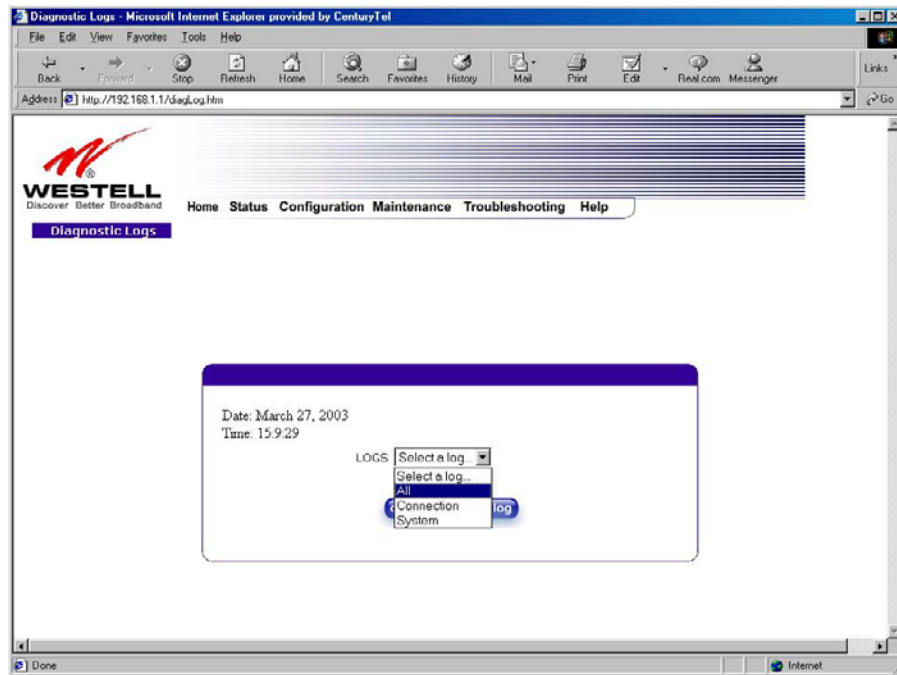 Diagnostic Logs - Microsoft Internet Explorer provided by CenturyTel
File Edit View Favorites Tools Help
Back Forward Stop Refresh Home Search Favorites History Mail Print Edit Real.com Messenger Links
Address http://192.168.1.1/diagLog.htm Go
WESTELL
Discover Better Broadband
Home Status Configuration Maintenance Troubleshooting Help
Diagnostic Logs
Date: March 27, 2003
Time: 15:9:29
LOGS Select a log...
Select a log...
All
Connection
System
log
Done Internet